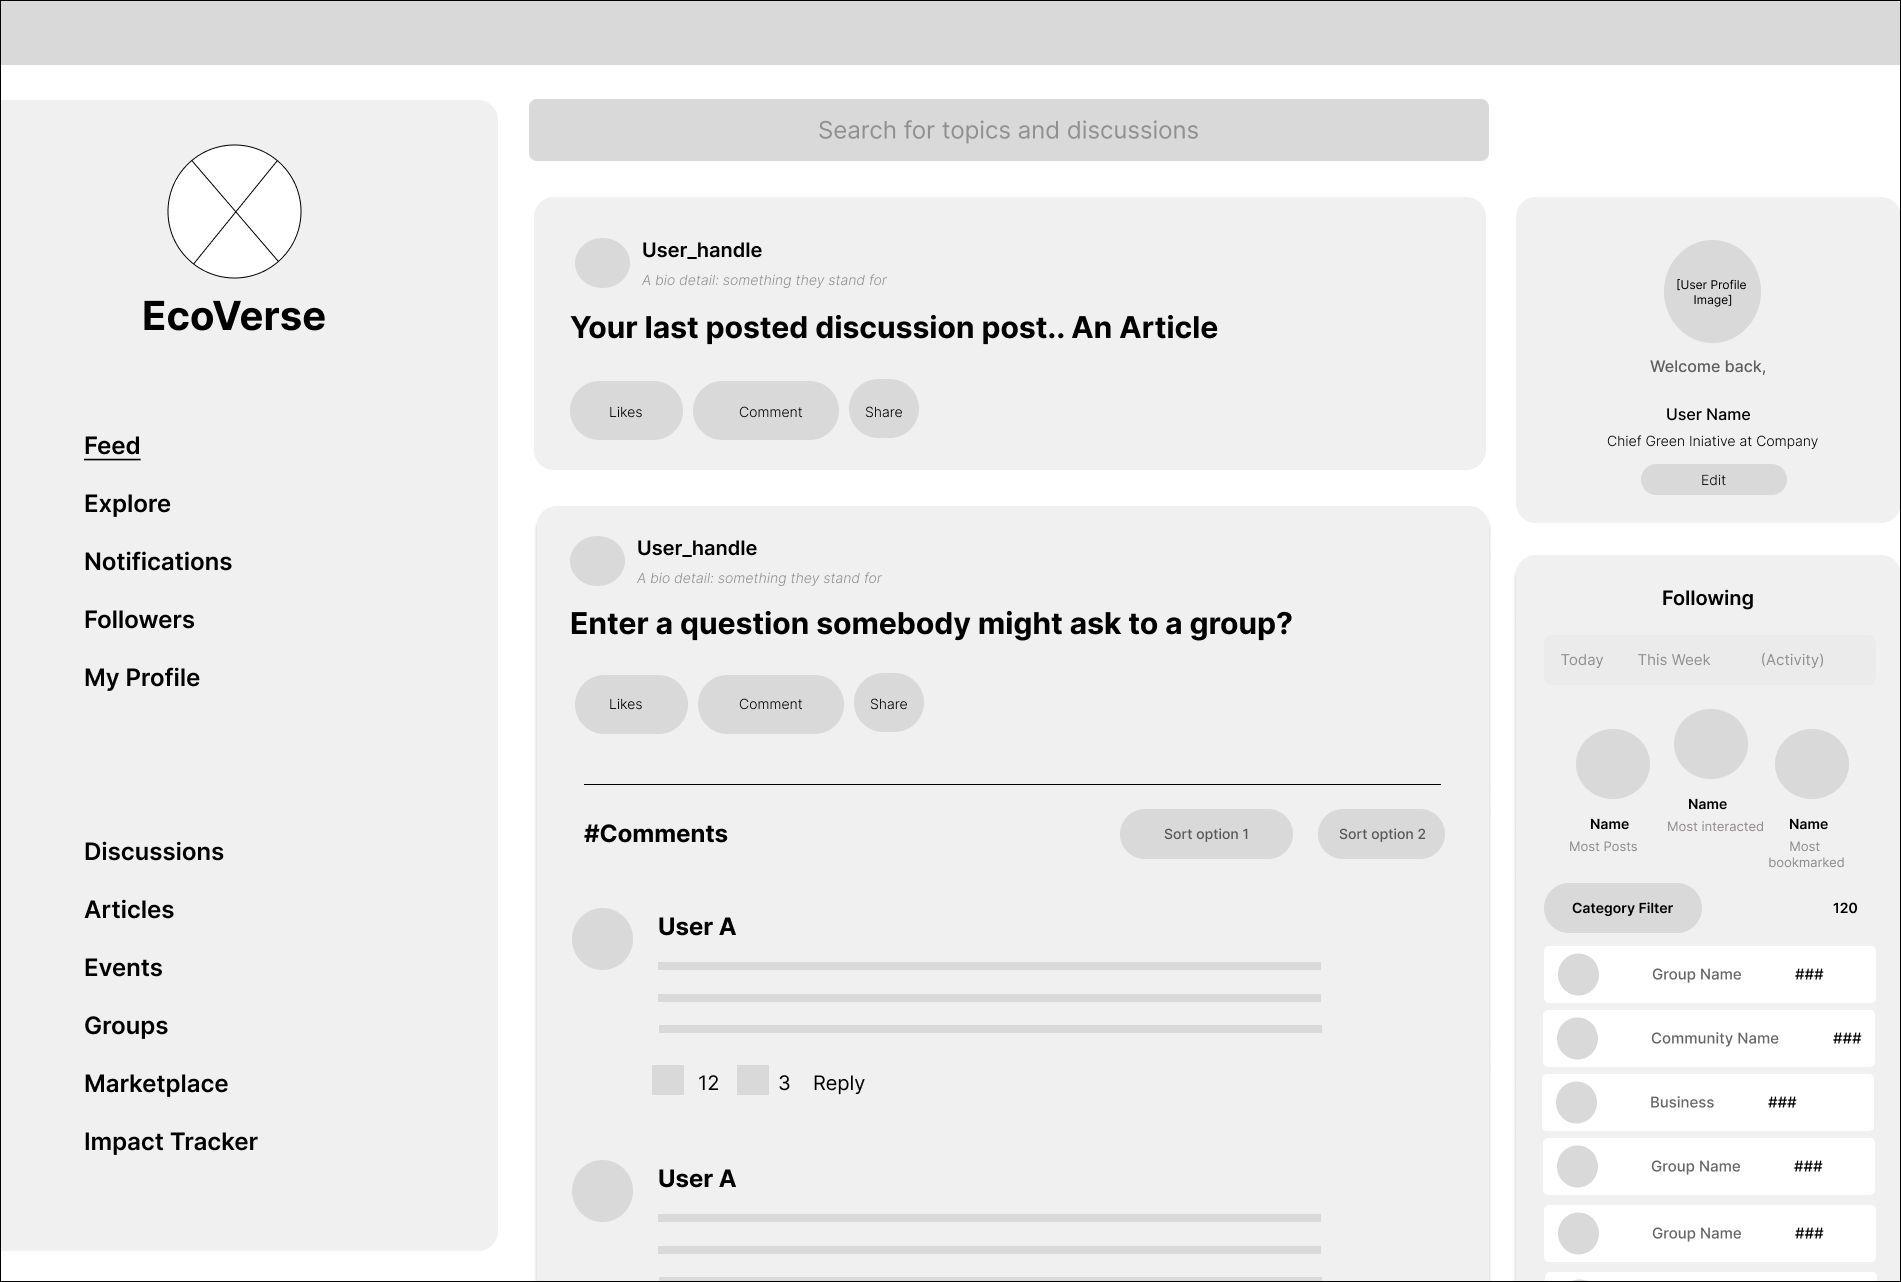 Search for topics and discussions
EcoVerse
Feed
Explore
Notifications
Followers
My Profile
Discussions
Articles
Events
Groups
Marketplace
Impact Tracker
User_handle
A bio detail: something they stand for
Your last posted discussion post.. An Article
Likes Comment Share
User_handle
A bio detail: something they stand for
Enter a question somebody might ask to a group?
Likes Comment Share
#Comments Sort option 1 Sort option 2
User A
12 3 Reply
User A
[User Profile
Image]
Welcome back,
User Name
Chief Green Iniative at Company
Edit
Following
Today This Week (Activity)
Name
Most Posts
Name
Most interacted
Name
Most
bookmarked
Category Filter 120
Group Name ###
Community Name ###
Business ###
Group Name ###
Group Name ###